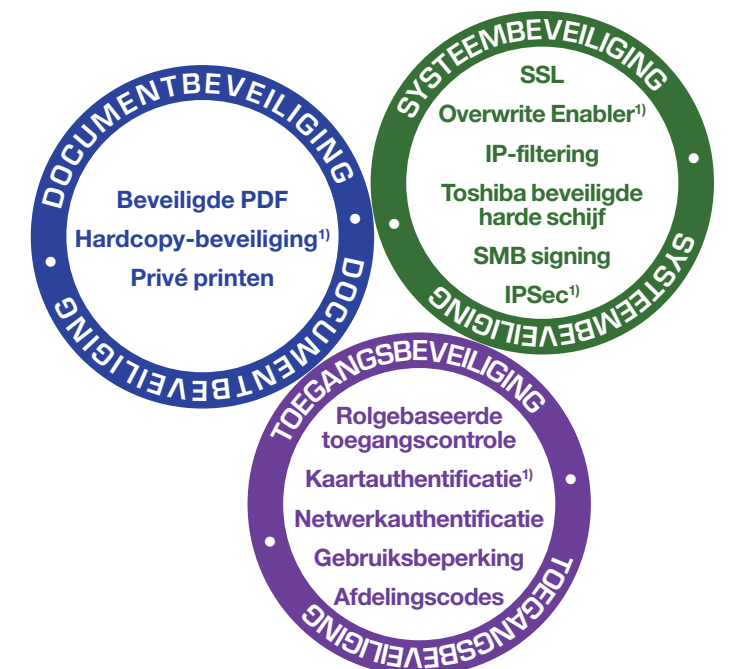 DOCUMENTBEVEILIGING
Beveiligde PDF
Hardcopy-beveiliging¹⁾
Privé printen
DOCUMENTBEVEILIGING
SYSTEEMBEVEILIGING
SSL
Overwrite Enabler¹⁾
IP-filtering
Toshiba beveiligde
harde schijf
SMB signing
IPSec¹⁾
SYSTEEMBEVEILIGING
TOEGANGSBEVEILIGING
Rolgebaseerde
toegangscontrole
Kaartauthentificatie¹⁾
Netwerkauthentificatie
Gebruiksbeperking
Afdelingscodes
TOEGANGSBEVEILIGING